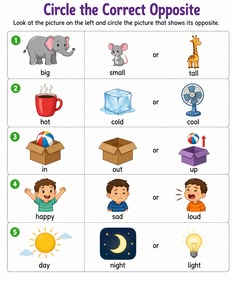 Circle the Correct Opposite
Look at the picture on the left and circle the picture that shows its opposite.
1
big small or tall
2
hot cold or cool
3
in out or up
4
happy sad or loud
5
day night or light